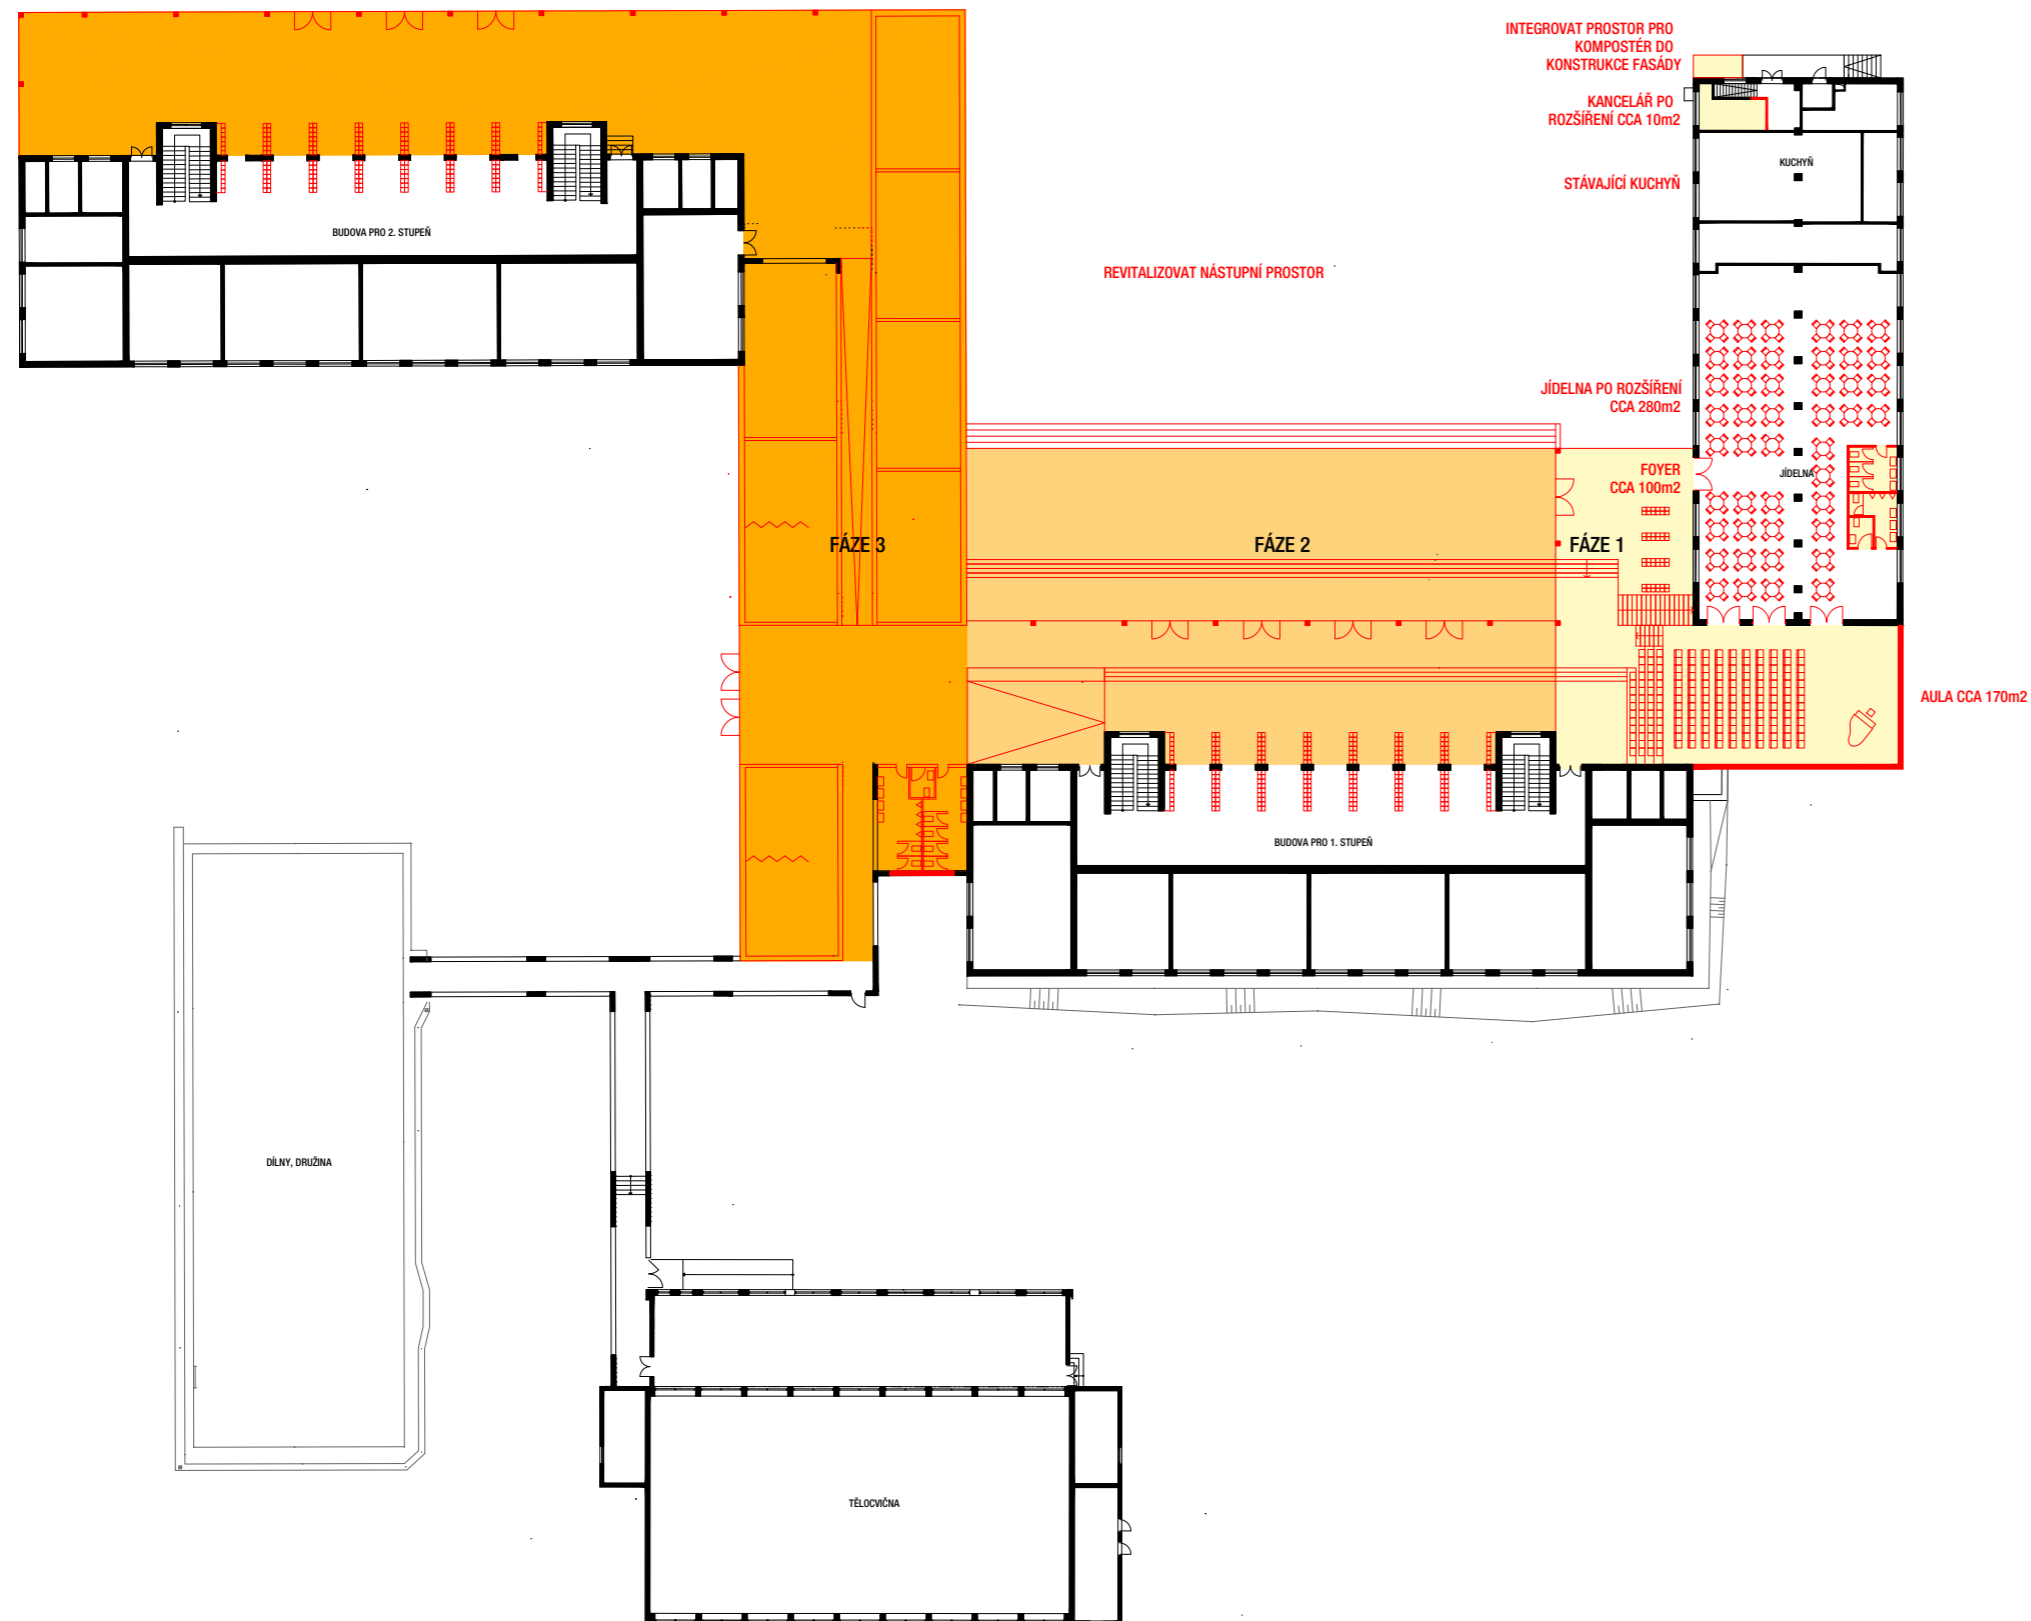 INTEGROVAT PROSTOR PRO
KOMPOSTÉR DO
KONSTRUKCE FASÁDY
KANCELÁŘ PO
ROZŠÍŘENÍ CCA 10m2
KUCHYŇ
STÁVAJÍCÍ KUCHYŇ
BUDOVA PRO 2. STUPEŇ
REVITALIZOVAT NÁSTUPNÍ PROSTOR
JÍDELNA PO ROZŠÍŘENÍ
CCA 280m2
FOYER
CCA 100m2
JÍDELNA
FÁZE 3
FÁZE 2
FÁZE 1
AULA CCA 170m2
BUDOVA PRO 1. STUPEŇ
DÍLNY, DRUŽINA
TĚLOCVIČNA